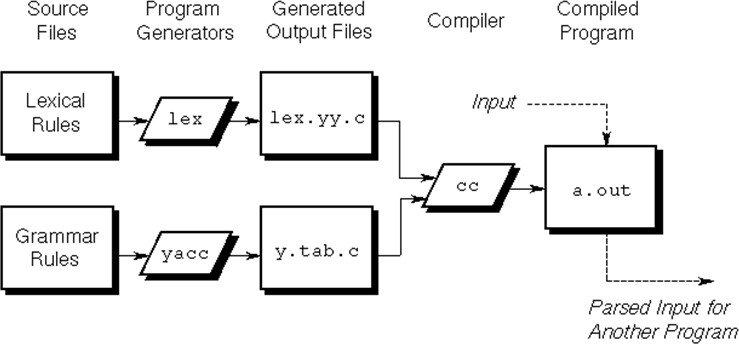 Source
Files
Program
Generators
Generated
Output Files
Compiler
Compiled
Program
Lexical
Rules
lex
lex.yy.c
Input
cc
a.out
Grammar
Rules
yacc
y.tab.c
Parsed Input for
Another Program